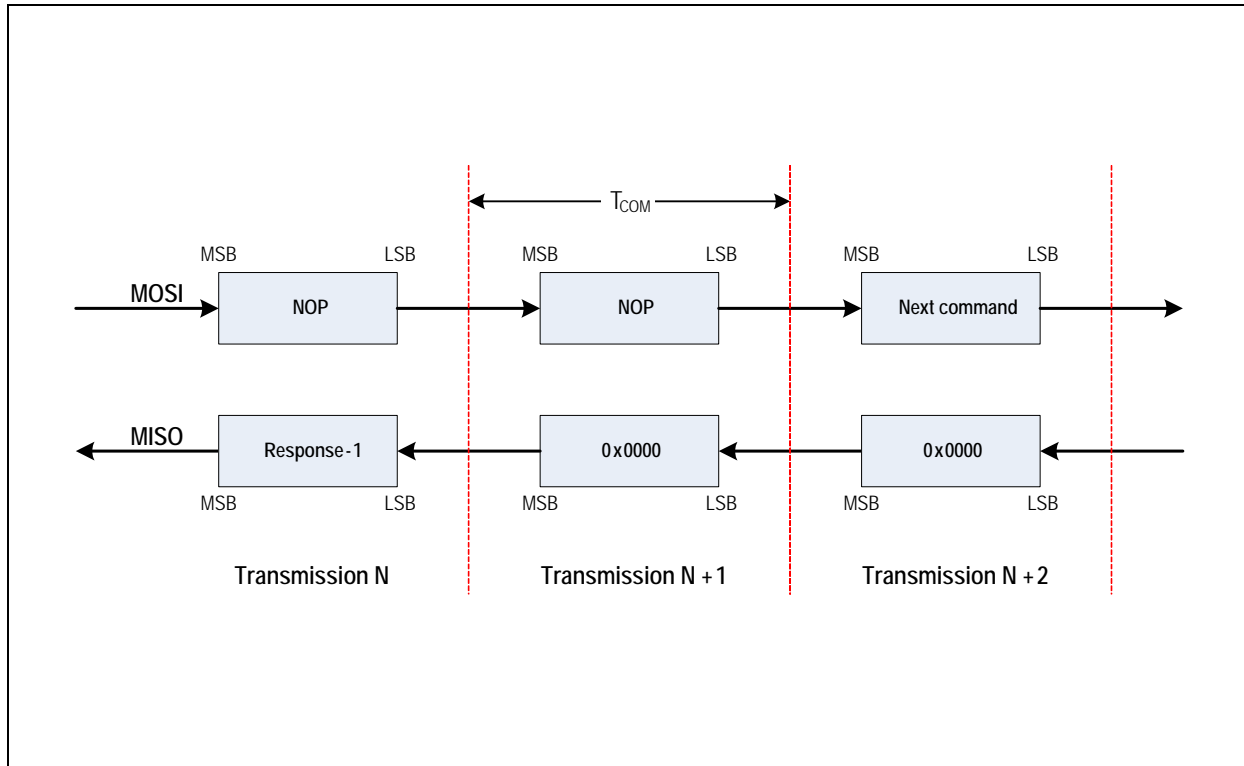 T_COM
MSB LSB MSB LSB MSB LSB
MOSI NOP NOP Next command
MISO Response-1 0x0000 0x0000
MSB LSB MSB LSB MSB LSB
Transmission N Transmission N+1 Transmission N+2